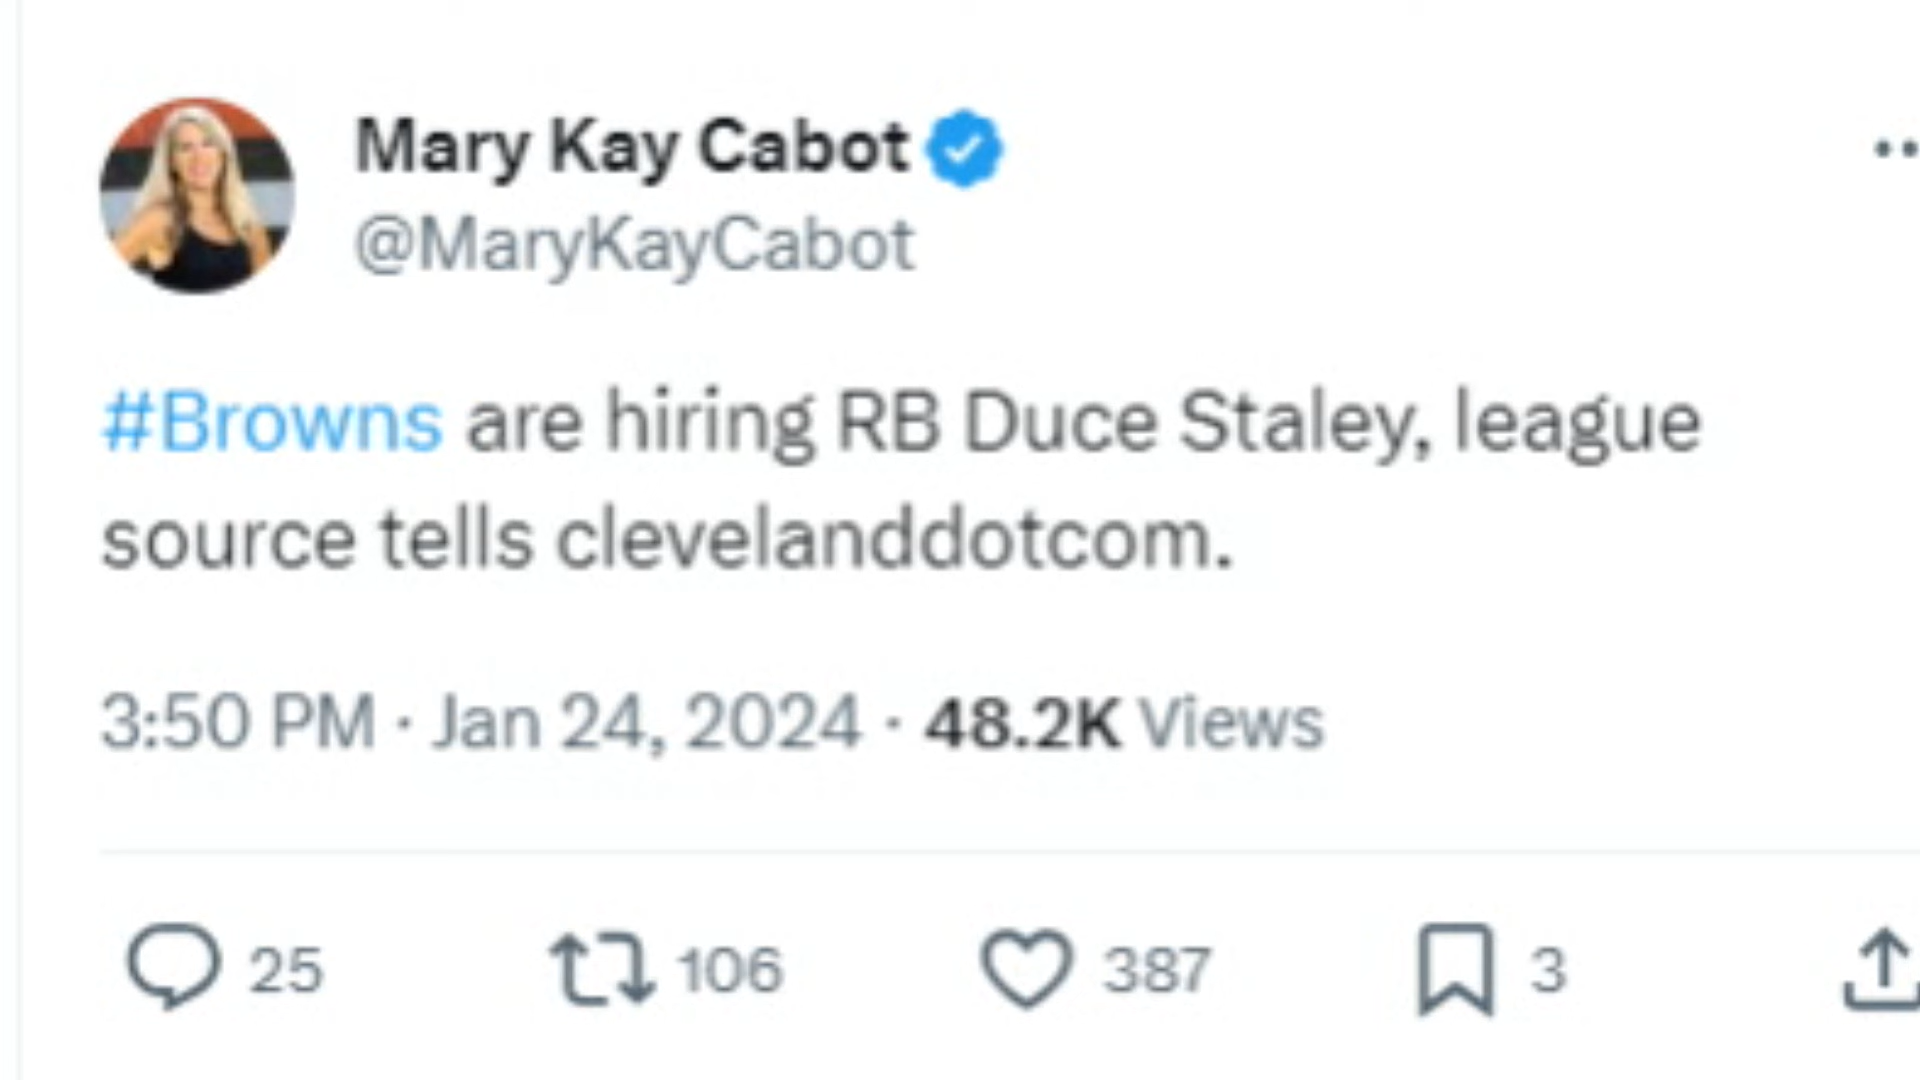 Mary Kay Cabot
@MaryKayCabot
#Browns are hiring RB Duce Staley, league
source tells clevelanddotcom.
3:50 PM · Jan 24, 2024 · 48.2K Views
25 106 387 3